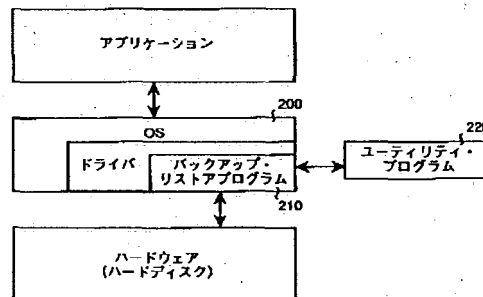 アプリケーション
200
OS
ドライバ
バックアップ・
リストアプログラム
210
220
ユーティリティ・
プログラム
ハードウェア
(ハードディスク)